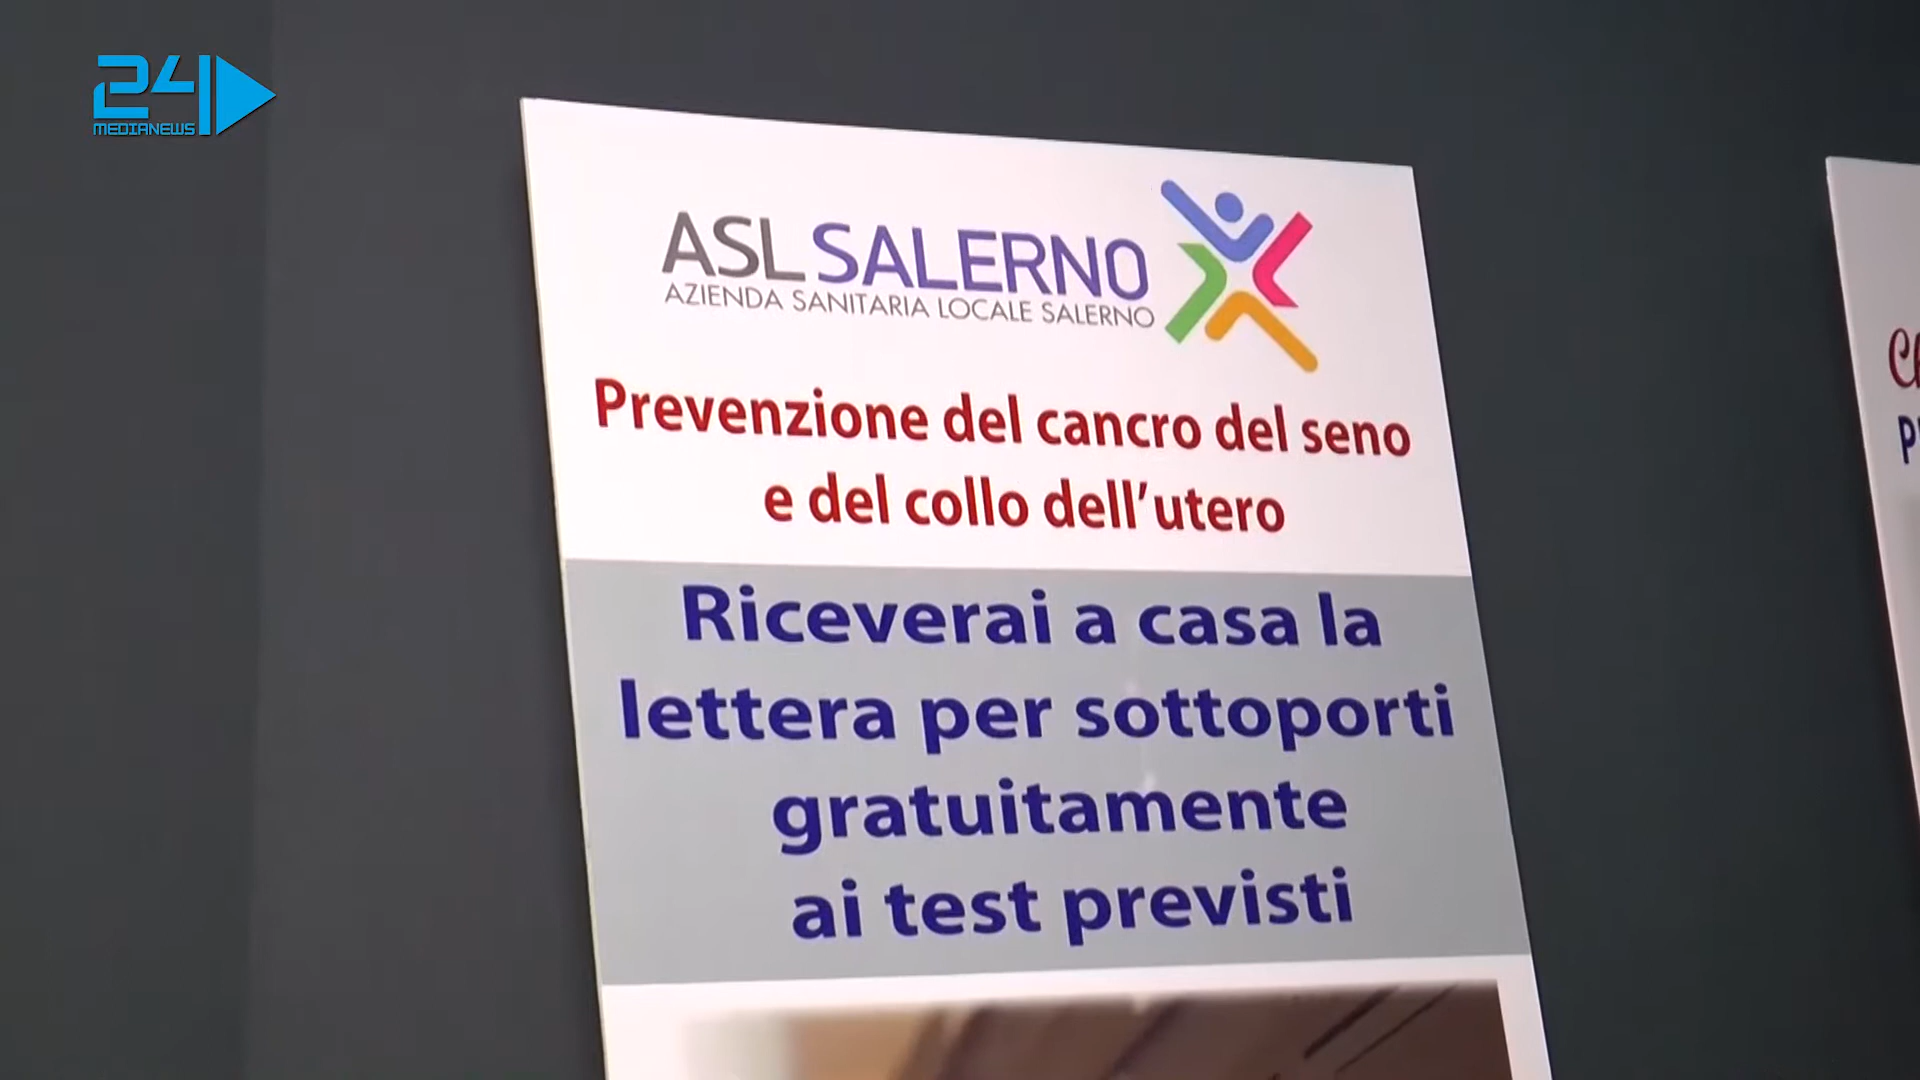 24
MEDIANEWS
ASL SALERNO
AZIENDA SANITARIA LOCALE SALERNO
Prevenzione del cancro del seno
e del collo dell'utero
Riceverai a casa la
lettera per sottoporti
gratuitamente
ai test previsti